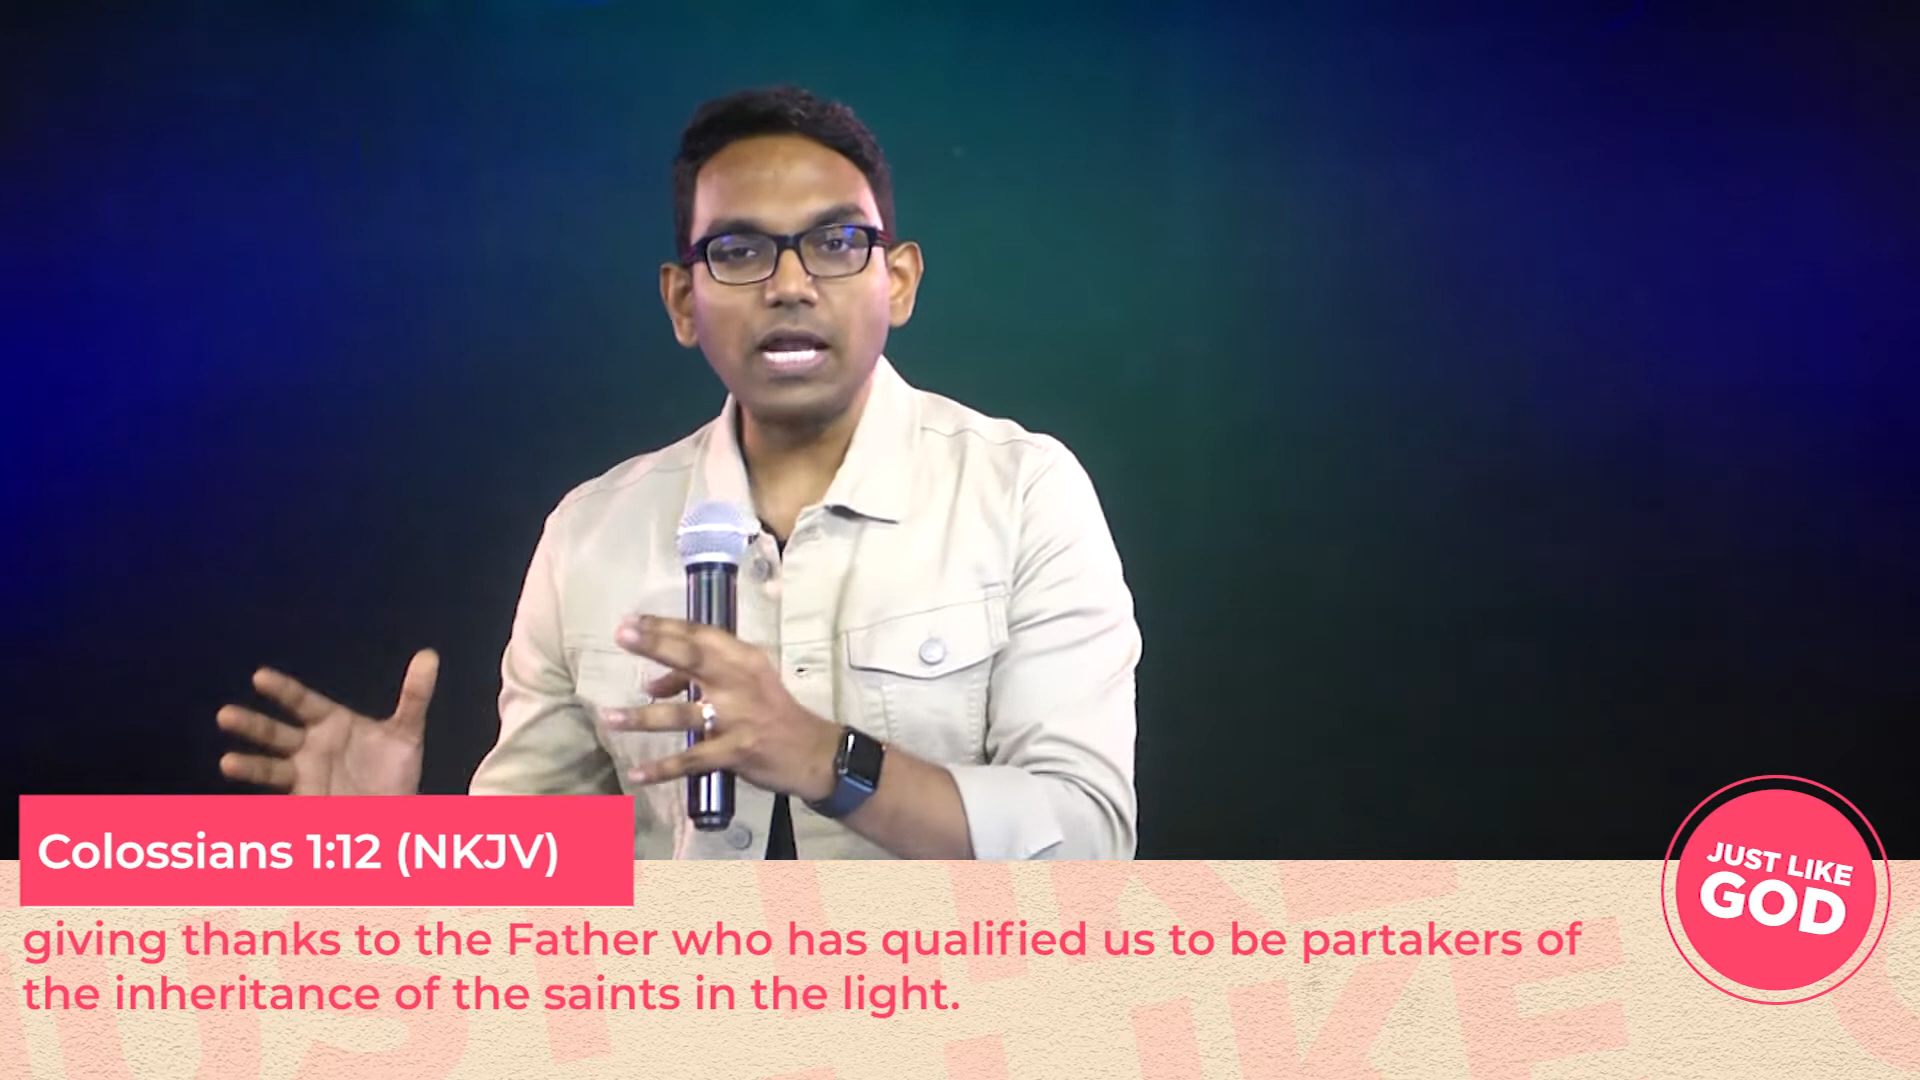 Colossians 1:12 (NKJV)
giving thanks to the Father who has qualified us to be partakers of
the inheritance of the saints in the light.
JUST LIKE
GOD